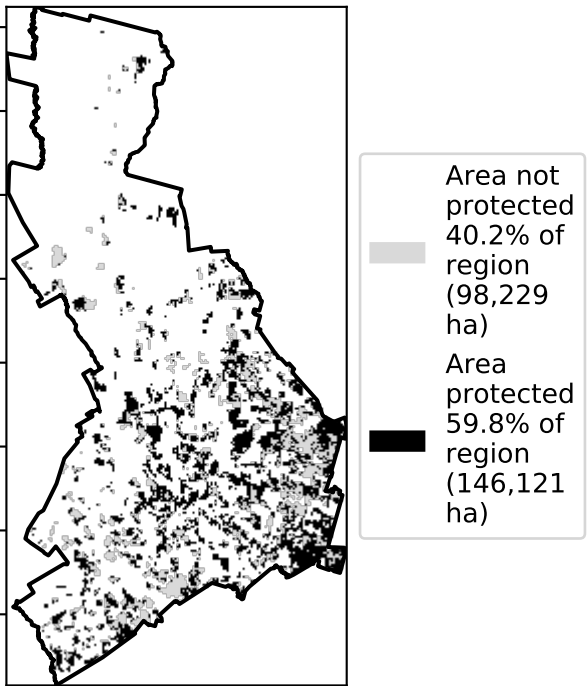 Area not
protected
40.2% of
region
(98,229
ha)
Area
protected
59.8% of
region
(146,121
ha)